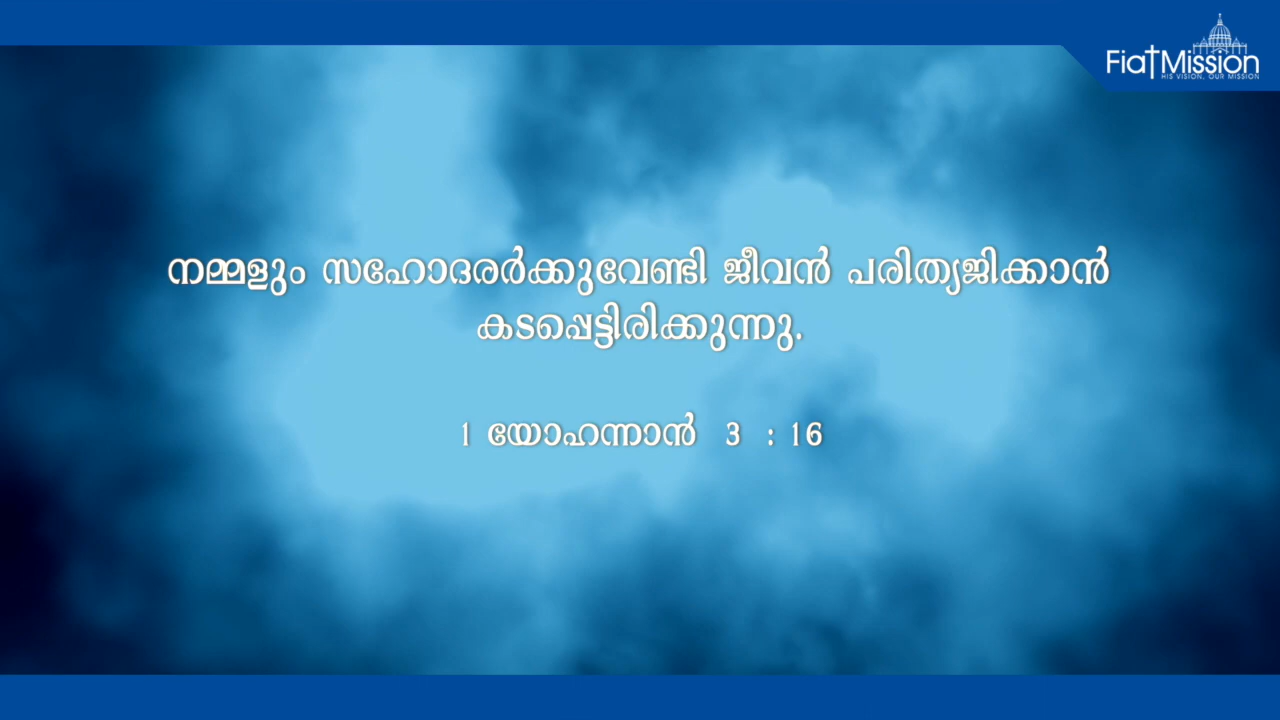 Fiat Mission
HIS VISION, OUR MISSION
നമ്മളും സഹോദരർക്കുവേണ്ടി ജീവൻ പരിത്യജിക്കാൻ
കടപ്പെട്ടിരിക്കുന്നു.
1 യോഹന്നാൻ 3 : 16